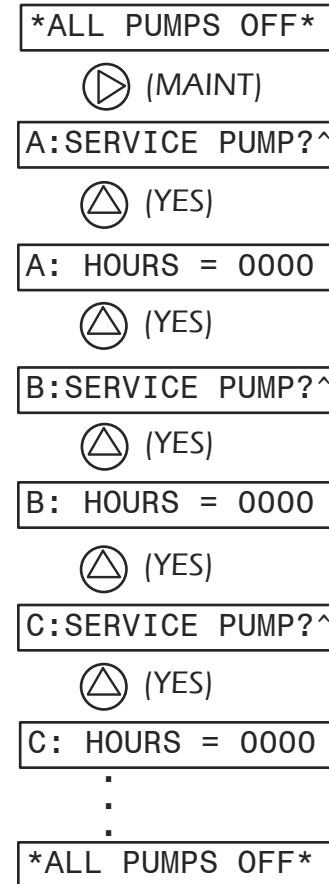 *ALL PUMPS OFF*
(MAINT)
A:SERVICE PUMP?^
(YES)
A: HOURS = 0000
(YES)
B:SERVICE PUMP?^
(YES)
B: HOURS = 0000
(YES)
C:SERVICE PUMP?^
(YES)
C: HOURS = 0000
.
.
.
*ALL PUMPS OFF*